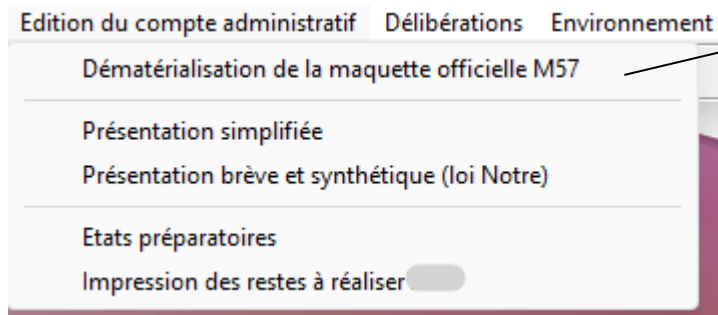 Edition du compte administratif Délibérations Environnement
Dématérialisation de la maquette officielle M57
Présentation simplifiée
Présentation brève et synthétique (loi Notre)
Etats préparatoires
Impression des restes à réaliser